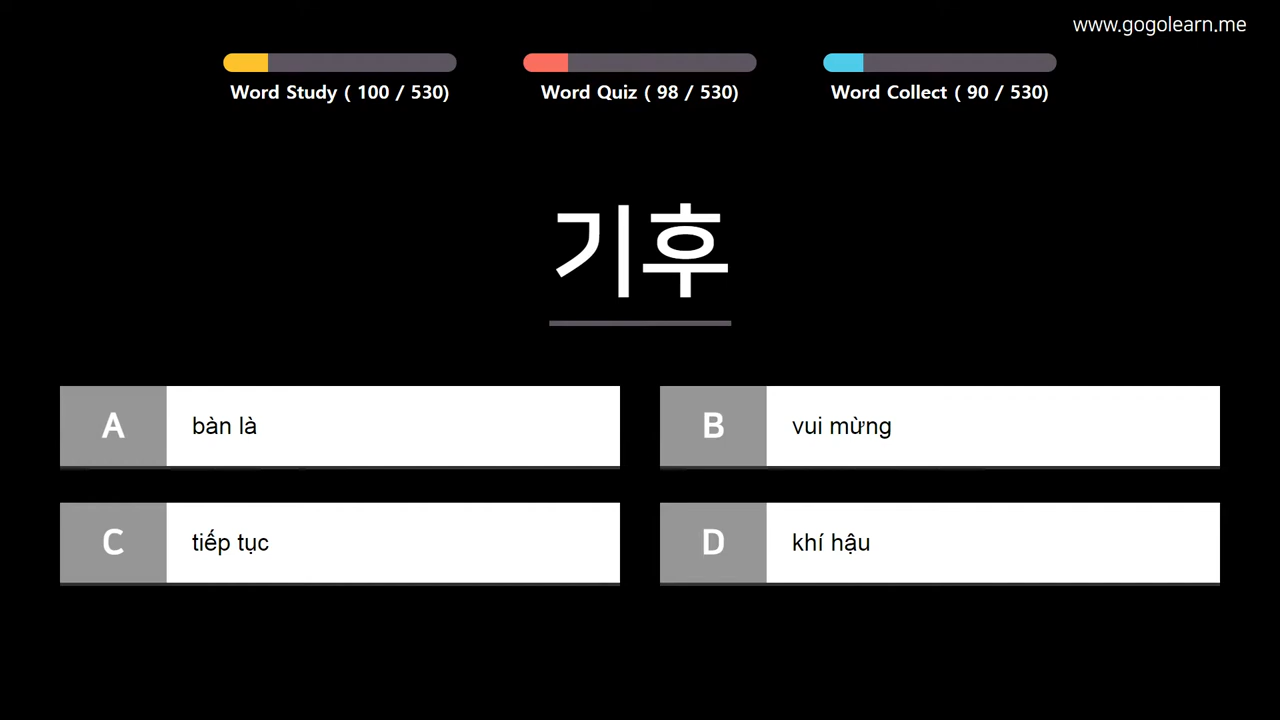 www.gogolearn.me
Word Study ( 100 / 530)
Word Quiz ( 98 / 530)
Word Collect ( 90 / 530)
기후
A bàn là
B vui mừng
C tiếp tục
D khí hậu